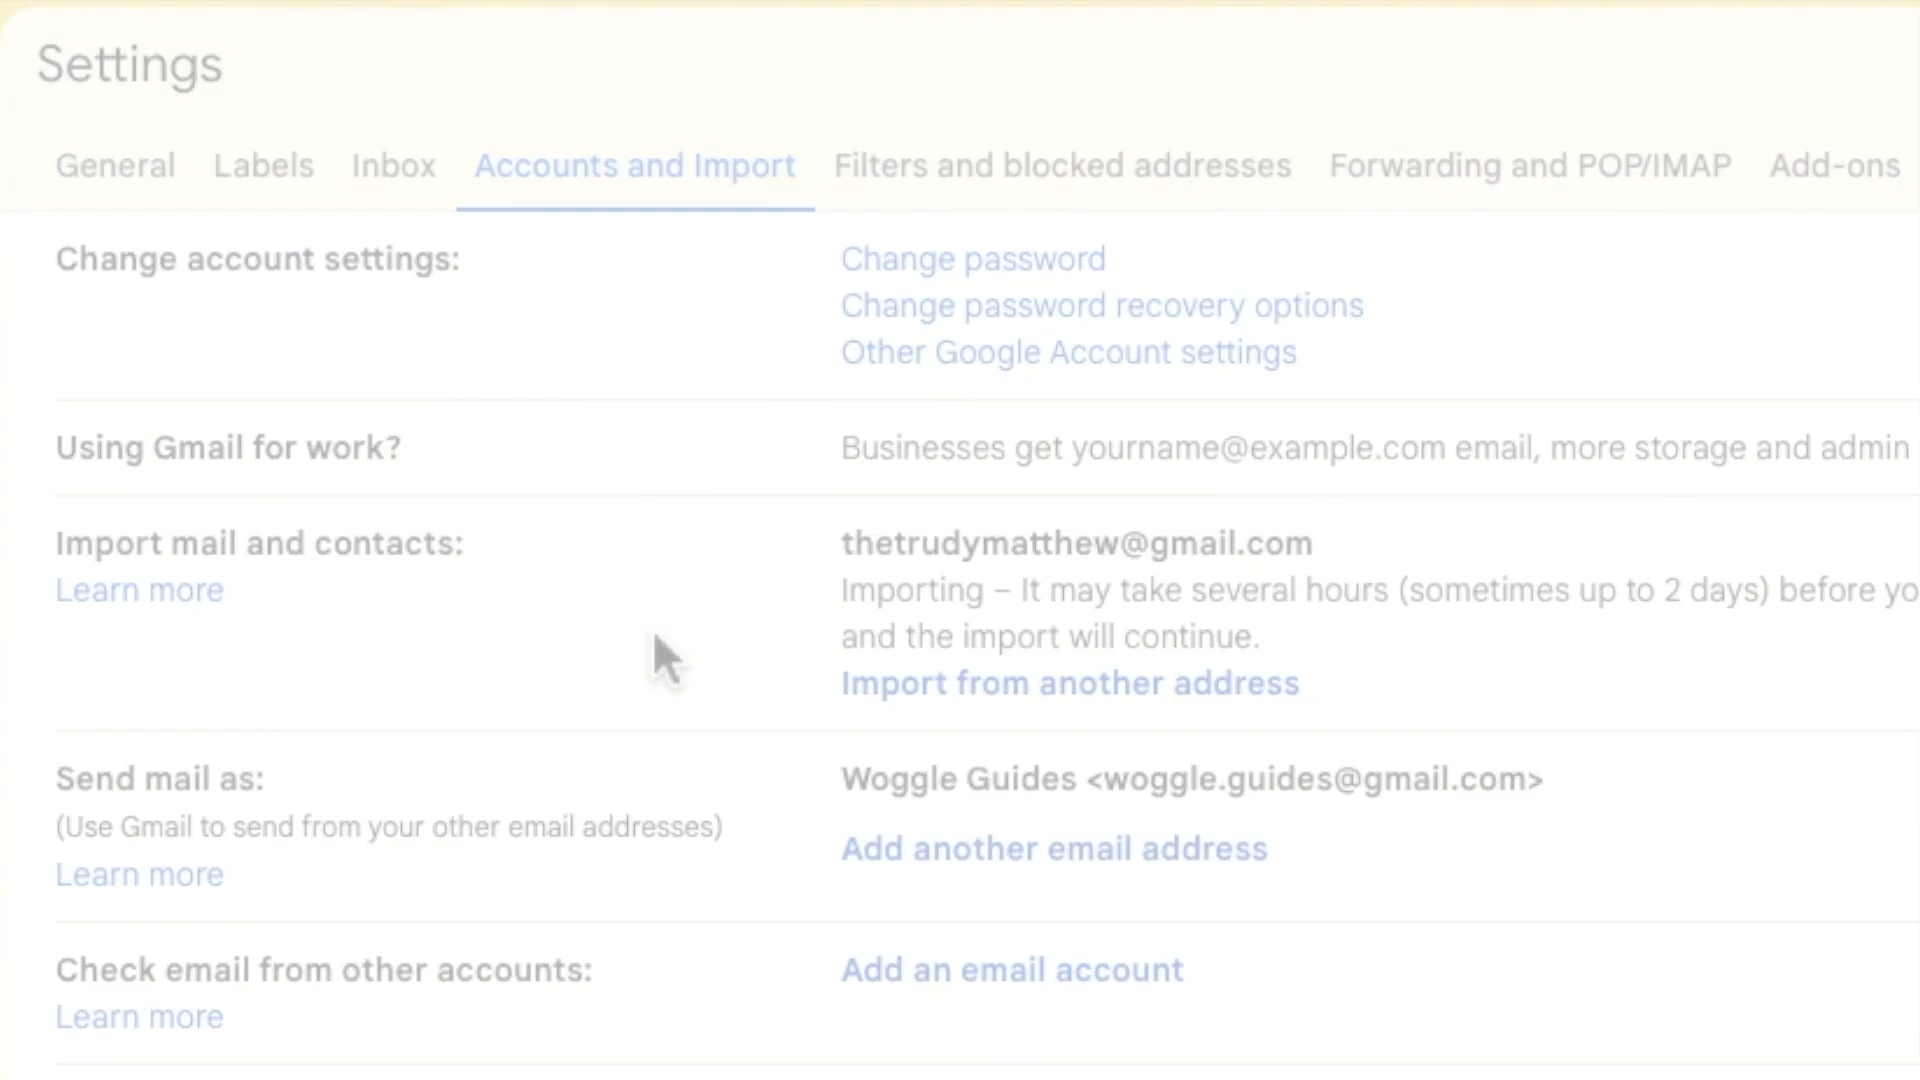 Settings
General Labels Inbox Accounts and Import Filters and blocked addresses Forwarding and POP/IMAP Add-ons
Change account settings:
Change password
Change password recovery options
Other Google Account settings
Using Gmail for work?
Businesses get yourname@example.com email, more storage and admin
Import mail and contacts:
Learn more
thetrudymatthew@gmail.com
Importing – It may take several hours (sometimes up to 2 days) before yo
and the import will continue.
Import from another address
Send mail as:
(Use Gmail to send from your other email addresses)
Learn more
Woggle Guides <woggle.guides@gmail.com>
Add another email address
Check email from other accounts:
Learn more
Add an email account